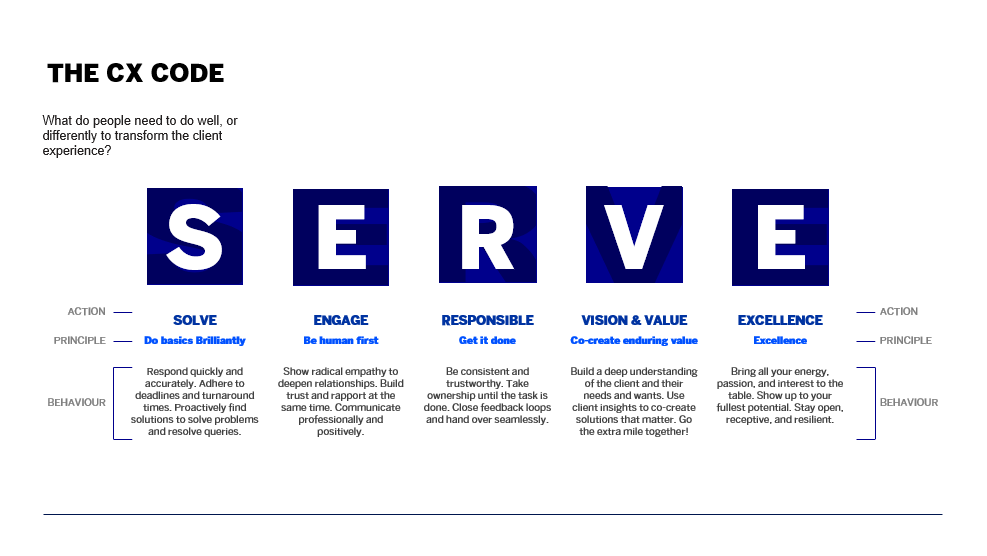 THE CX CODE
What do people need to do well, or
differently to transform the client
experience?
S E R V E
ACTION
SOLVE
ENGAGE
RESPONSIBLE
VISION & VALUE
EXCELLENCE
ACTION
PRINCIPLE
Do basics Brilliantly
Be human first
Get it done
Co-create enduring value
Excellence
PRINCIPLE
BEHAVIOUR
Respond quickly and
accurately. Adhere to
deadlines and turnaround
times. Proactively find
solutions to solve problems
and resolve queries.
Show radical empathy to
deepen relationships. Build
trust and rapport at the
same time. Communicate
professionally and
positively.
Be consistent and
trustworthy. Take
ownership until the task is
done. Close feedback loops
and hand over seamlessly.
Build a deep understanding
of the client and their
needs and wants. Use
client insights to co-create
solutions that matter. Go
the extra mile together!
Bring all your energy,
passion, and interest to the
table. Show up to your
fullest potential. Stay open,
receptive, and resilient.
BEHAVIOUR